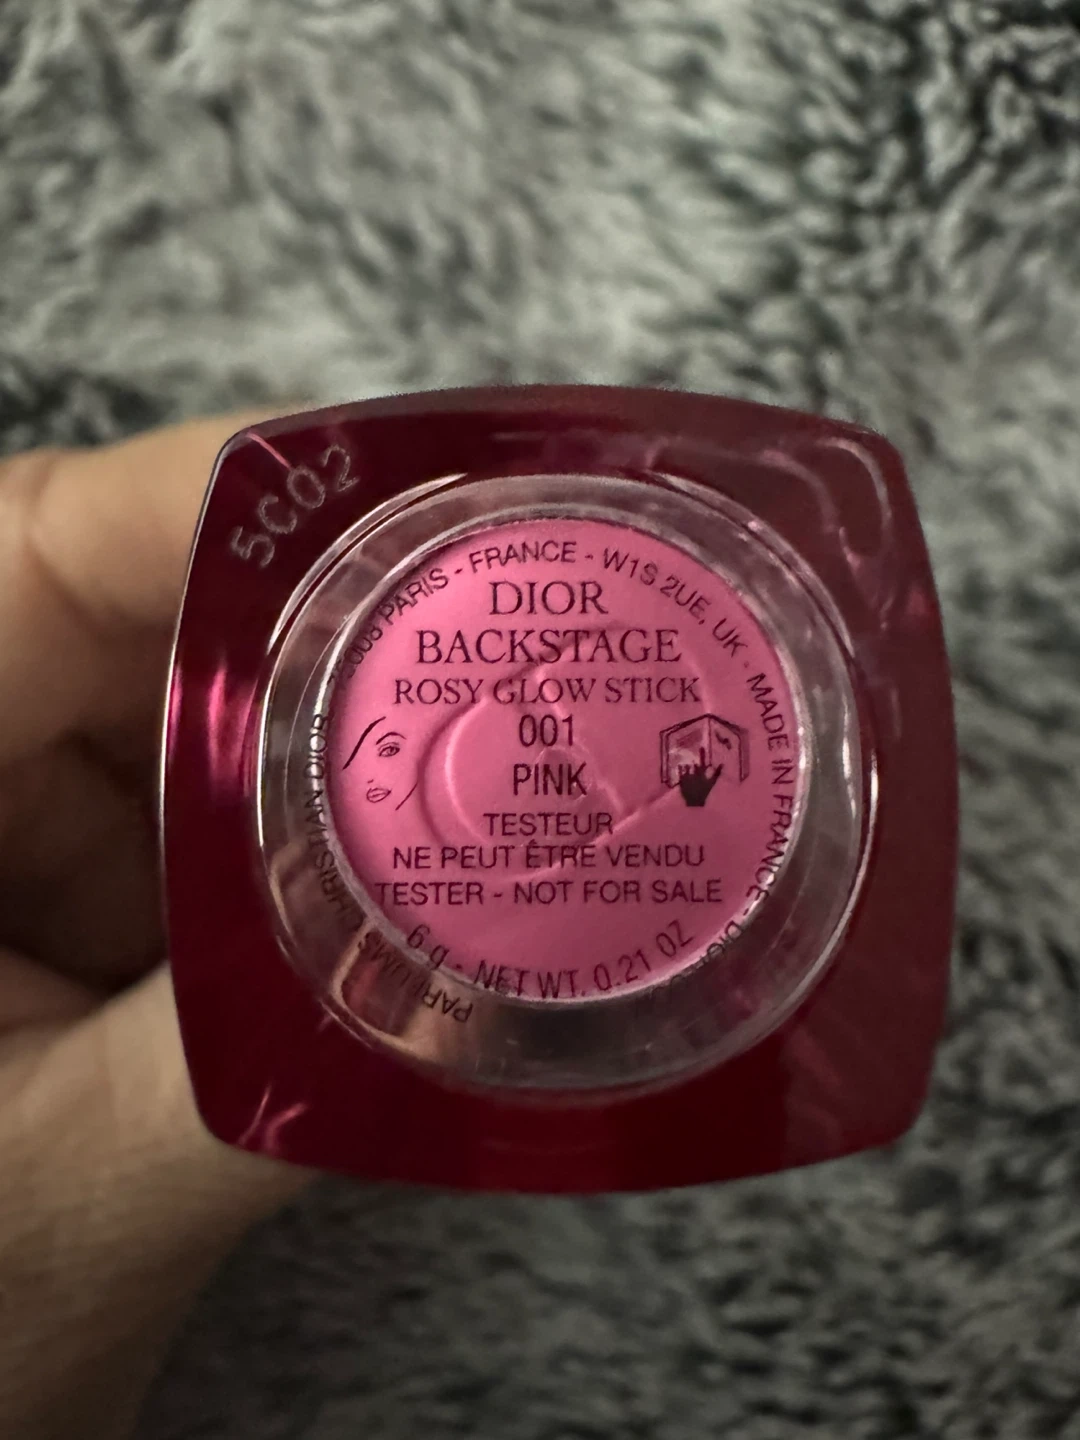 5C02
PARFUMS CHRISTIAN DIOR - 75008 PARIS - FRANCE - W1S 2UE, UK - MADE IN FRANCE -
DIOR
BACKSTAGE
ROSY GLOW STICK
001
PINK
TESTEUR
NE PEUT ÊTRE VENDU
TESTER - NOT FOR SALE
6 g - NET WT. 0.21 OZ